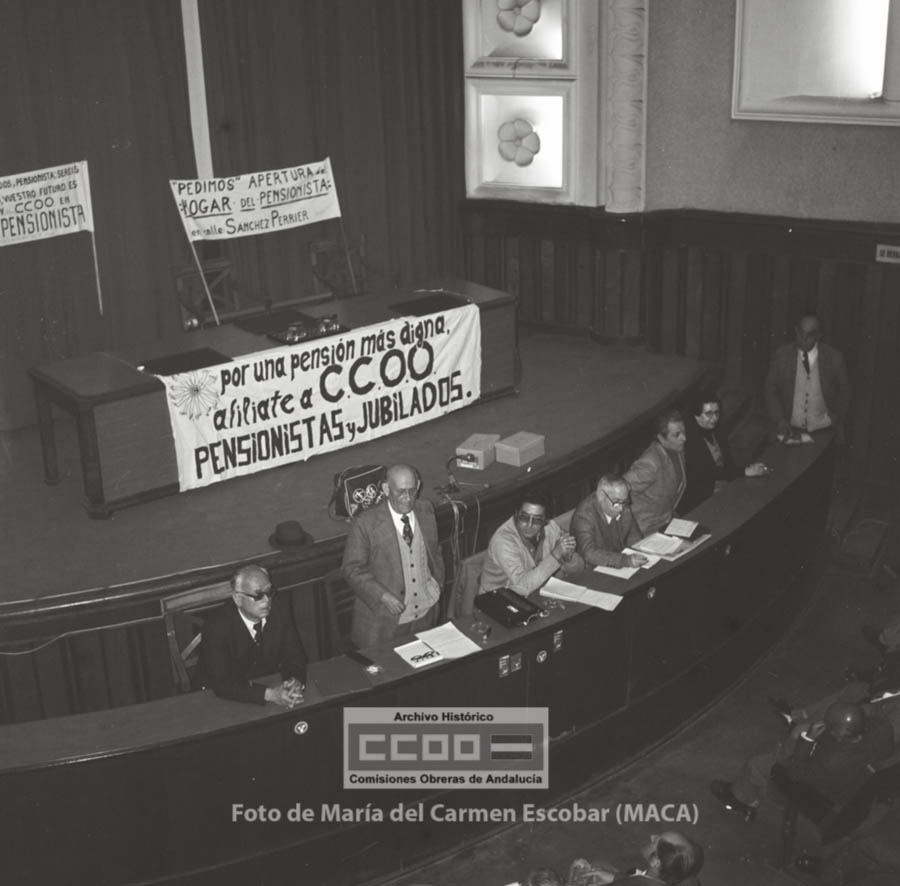 DOS, PENSIONISTA; SEREIS
VUESTRO FUTURO ES
Y CCOO EN
PENSIONISTA
"PEDIMOS" APERTURA
OGAR DEL PENSIONISTA
en calle SANCHEZ PERRIER
por una pensión más digna,
afiliate a C.C.O.O.
PENSIONISTAS y JUBILADOS.
Archivo Histórico
CCOO
Comisiones Obreras de Andalucía
Foto de María del Carmen Escobar (MACA)